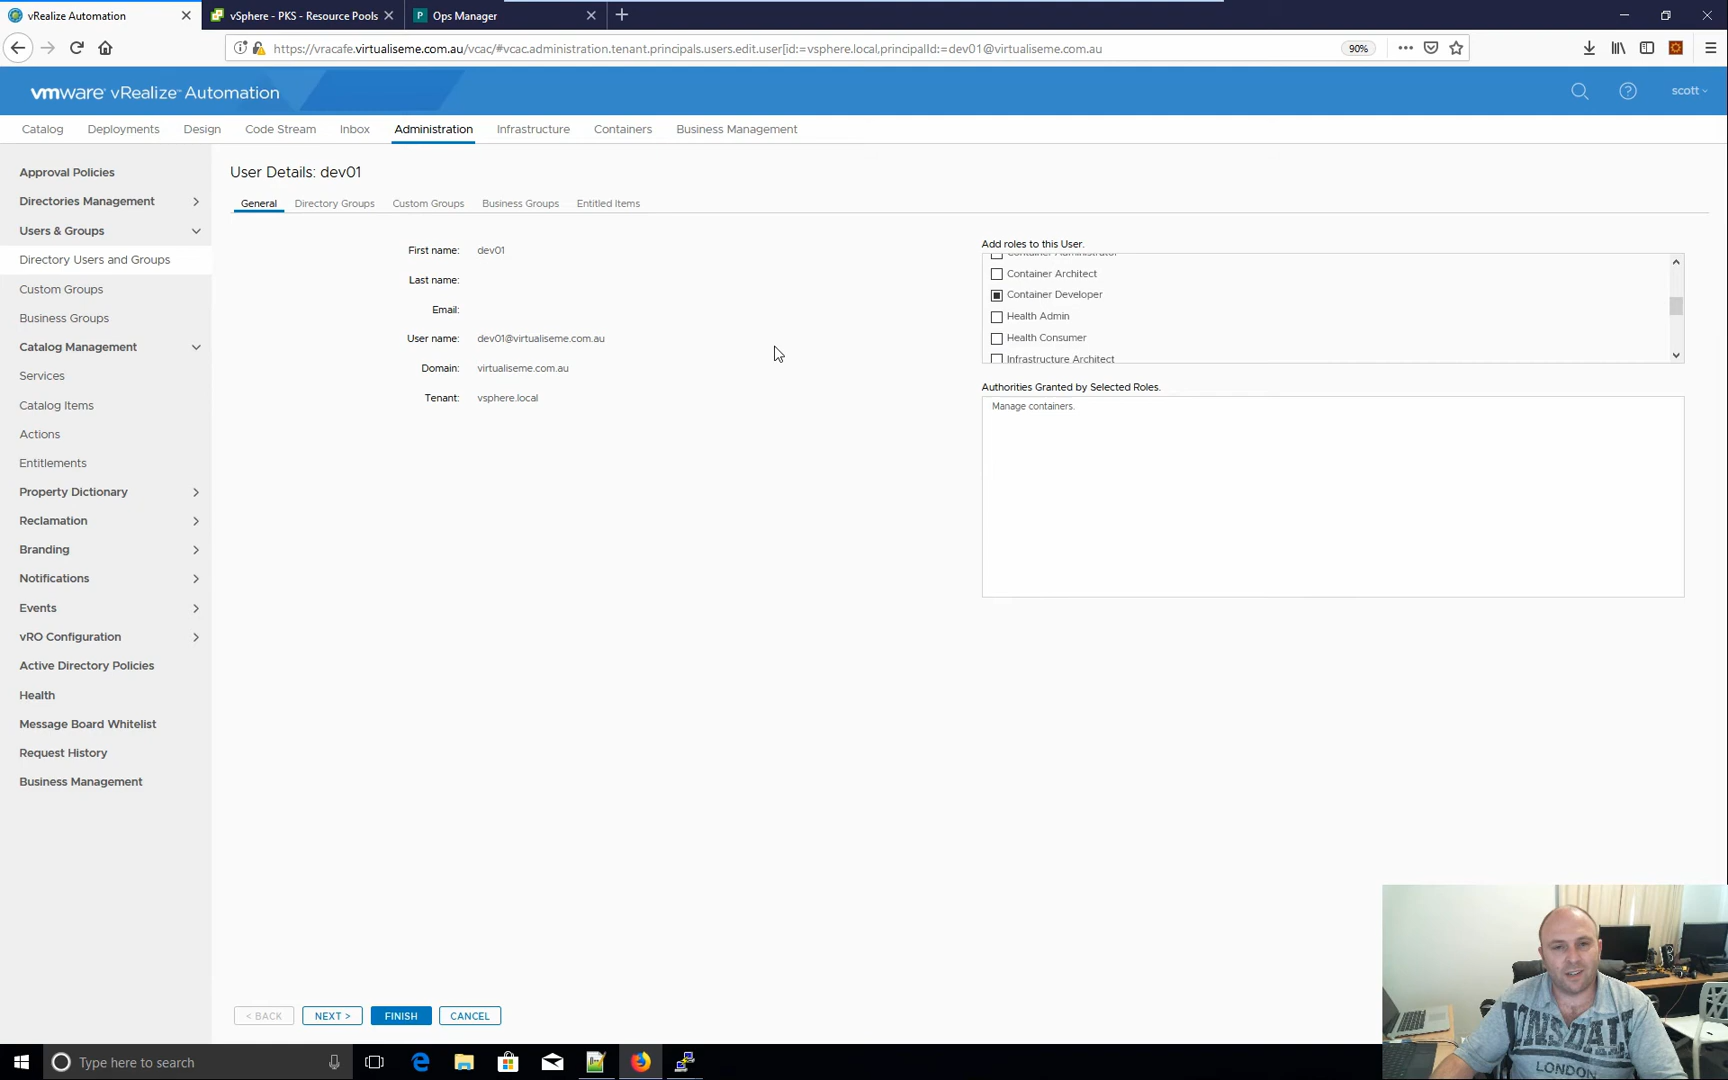 vRealize Automation
vSphere - PKS - Resource Pools
Ops Manager
https://vracafe.virtualiseme.com.au/vcac/#vcac.administration.tenant.principals.users.edit.user[id:=vsphere.local,principalId:=dev01@virtualiseme.com.au
90%
vmware vRealize Automation
scott
Catalog Deployments Design Code Stream Inbox Administration Infrastructure Containers Business Management
Approval Policies
Directories Management
Users & Groups
Directory Users and Groups
Custom Groups
Business Groups
Catalog Management
Services
Catalog Items
Actions
Entitlements
Property Dictionary
Reclamation
Branding
Notifications
Events
vRO Configuration
Active Directory Policies
Health
Message Board Whitelist
Request History
Business Management
User Details: dev01
General Directory Groups Custom Groups Business Groups Entitled Items
First name: dev01
Last name:
Email:
User name: dev01@virtualiseme.com.au
Domain: virtualiseme.com.au
Tenant: vsphere.local
Add roles to this User.
Container Administrator
Container Architect
Container Developer
Health Admin
Health Consumer
Infrastructure Architect
Authorities Granted by Selected Roles.
Manage containers.
< BACK NEXT > FINISH CANCEL
LONSDALE
LONDON
Type here to search